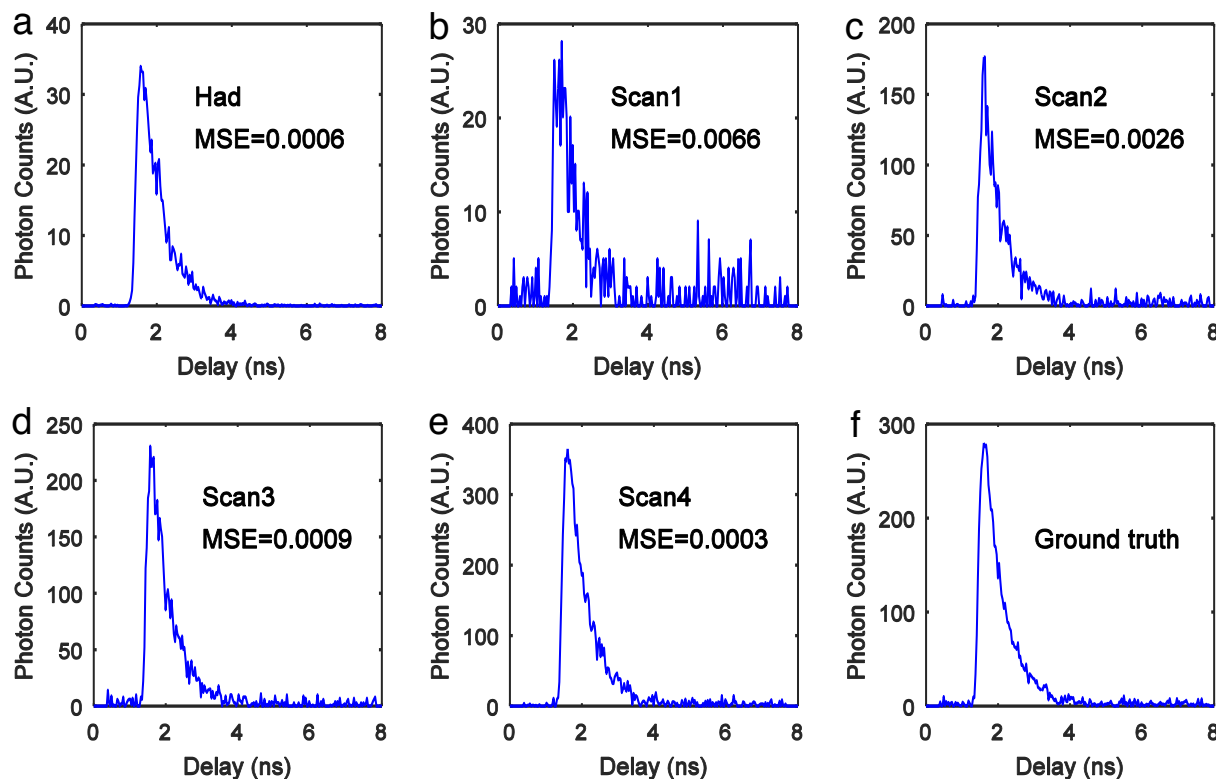 a
40
30
20
10
0
Photon Counts (A.U.)
Had
MSE=0.0006
0 2 4 6 8
Delay (ns)
b
30
20
10
0
Photon Counts (A.U.)
Scan1
MSE=0.0066
0 2 4 6 8
Delay (ns)
c
200
150
100
50
0
Photon Counts (A.U.)
Scan2
MSE=0.0026
0 2 4 6 8
Delay (ns)
d
250
200
150
100
50
0
Photon Counts (A.U.)
Scan3
MSE=0.0009
0 2 4 6 8
Delay (ns)
e
400
300
200
100
0
Photon Counts (A.U.)
Scan4
MSE=0.0003
0 2 4 6 8
Delay (ns)
f
300
200
100
0
Photon Counts (A.U.)
Ground truth
0 2 4 6 8
Delay (ns)